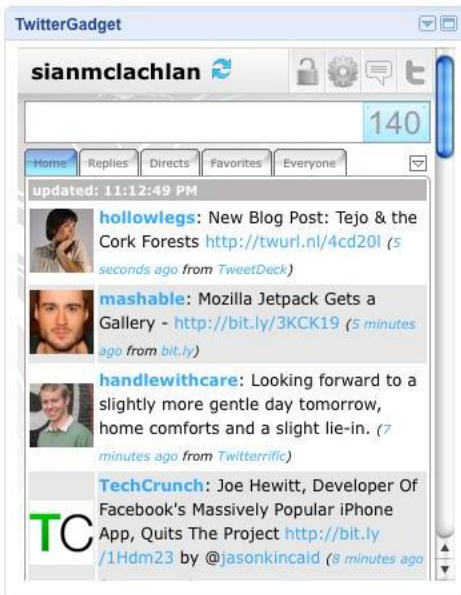 TwitterGadget
sianmclachlan
140
Home Replies Directs Favorites Everyone
updated: 11:12:49 PM
hollowlegs: New Blog Post: Tejo & the
Cork Forests http://twurl.nl/4cd20l (5
seconds ago from TweetDeck)
mashable: Mozilla Jetpack Gets a
Gallery - http://bit.ly/3KCK19 (5 minutes
ago from bit.ly)
handlewithcare: Looking forward to a
slightly more gentle day tomorrow,
home comforts and a slight lie-in. (7
minutes ago from Twitterrific)
TechCrunch: Joe Hewitt, Developer Of
TC
Facebook's Massively Popular iPhone
App, Quits The Project http://bit.ly
/1Hdm23 by @jasonkincaid (8 minutes ago